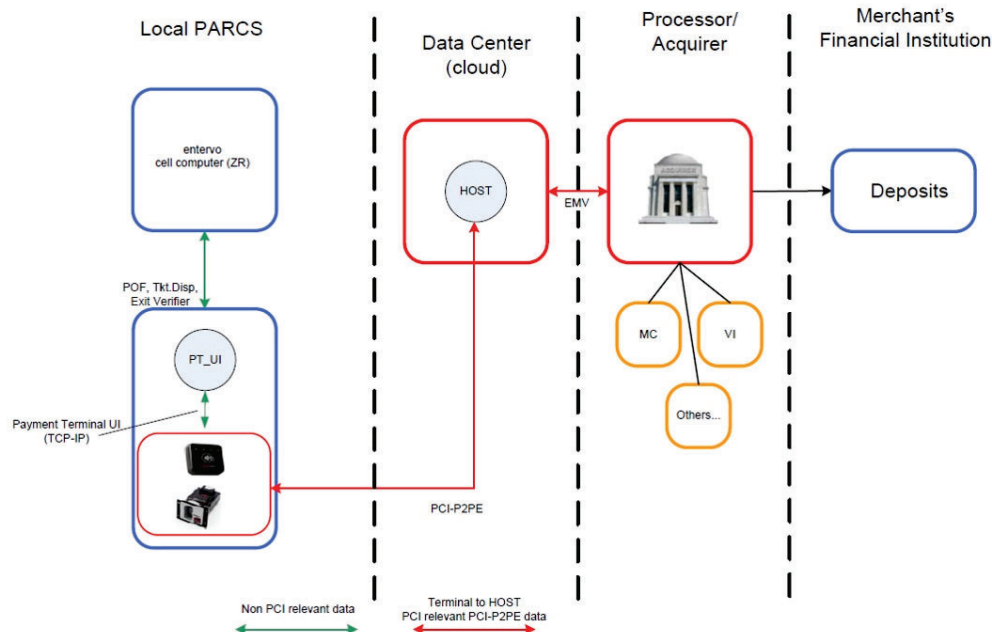 Local PARCS
Data Center
(cloud)
Processor/
Acquirer
Merchant's
Financial Institution
entervo
cell computer (ZR)
HOST
EMV
Deposits
POF, Tkt.Disp,
Exit Verifier
PT_UI
MC
VI
Others...
Payment Terminal UI
(TCP-IP)
PCI-P2PE
Non PCI relevant data
Terminal to HOST
PCI relevant PCI-P2PE data